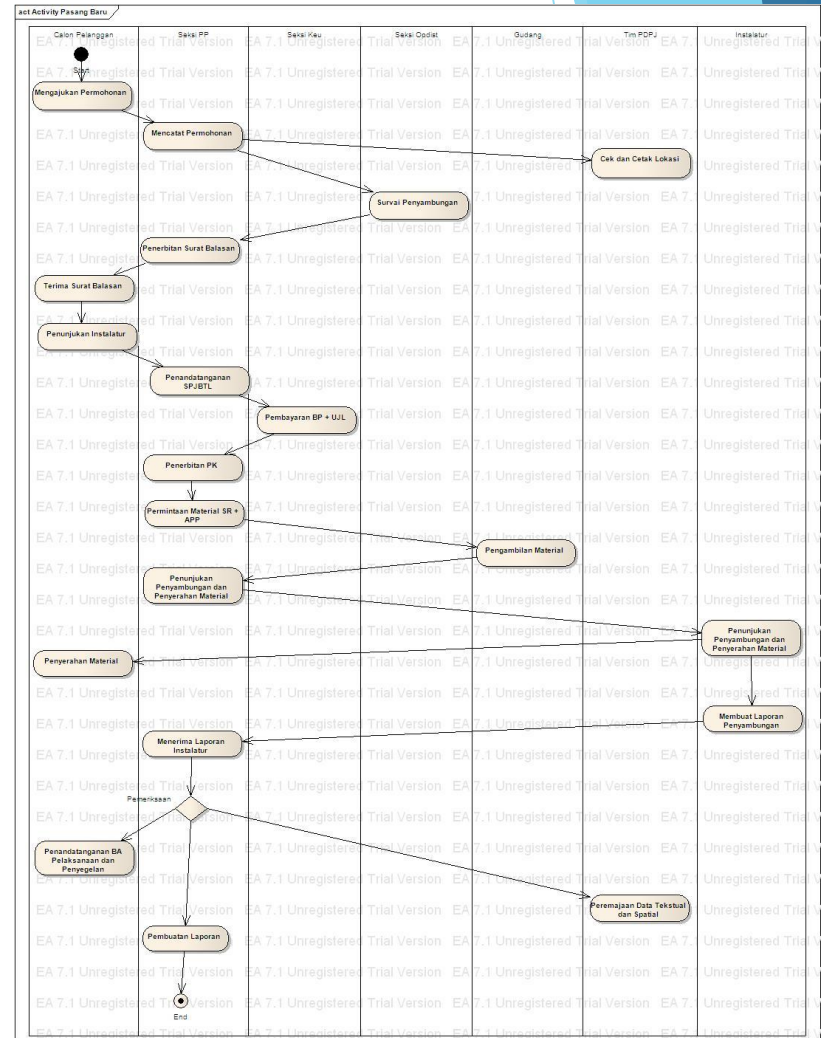 act Activity Pasang Baru
Calon Pelanggan
Seksi PP
Seksi Keu
Seksi Opdist
Gudang
Tim PDPJ
Instalatur
Start
Mengajukan Permohonan
Mencatat Permohonan
Cek dan Cetak Lokasi
Survai Penyambungan
Penerbitan Surat Balasan
Terima Surat Balasan
Penunjukan Instalatur
Penandatanganan
SPJBTL
Pembayaran BP + UJL
Penerbitan PK
Permintaan Material SR +
APP
Pengambilan Material
Penunjukan
Penyambungan dan
Penyerahan Material
Penunjukan
Penyambungan dan
Penyerahan Material
Penyerahan Material
Membuat Laporan
Penyambungan
Menerima Laporan
Instalatur
Pemeriksaan
Penandatanganan BA
Pelaksanaan dan
Penyegelan
Peremajaan Data Tekstual
dan Spatial
Pembuatan Laporan
End
EA 7.1 Unregistered Trial Version